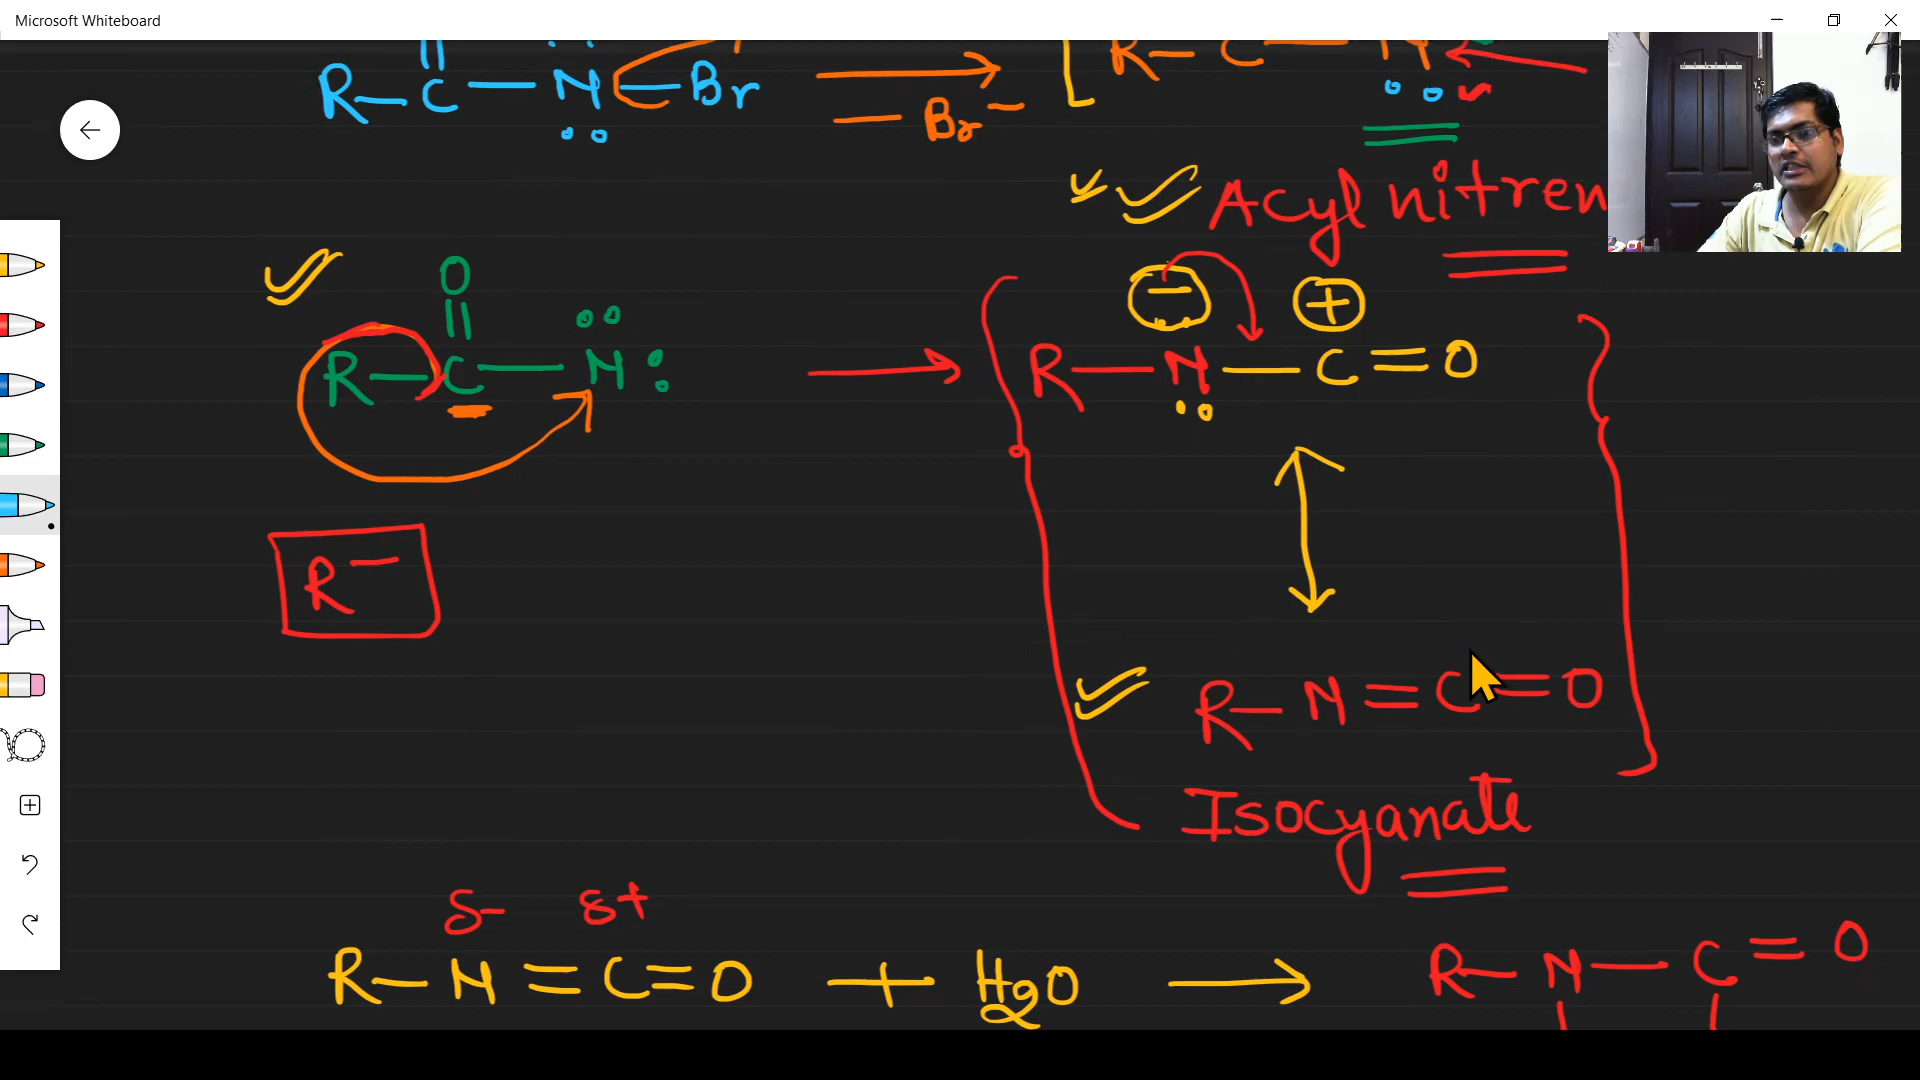 Microsoft Whiteboard
R—C—N̈—Br → –Br⁻ [R—C—N
Acyl nitren
O
R—C—N: → R—N—C=O
− +
R⁻
R—N=C=O
Isocyanate
δ− δ+
R—N=C=O + H2O → R—N—C=O